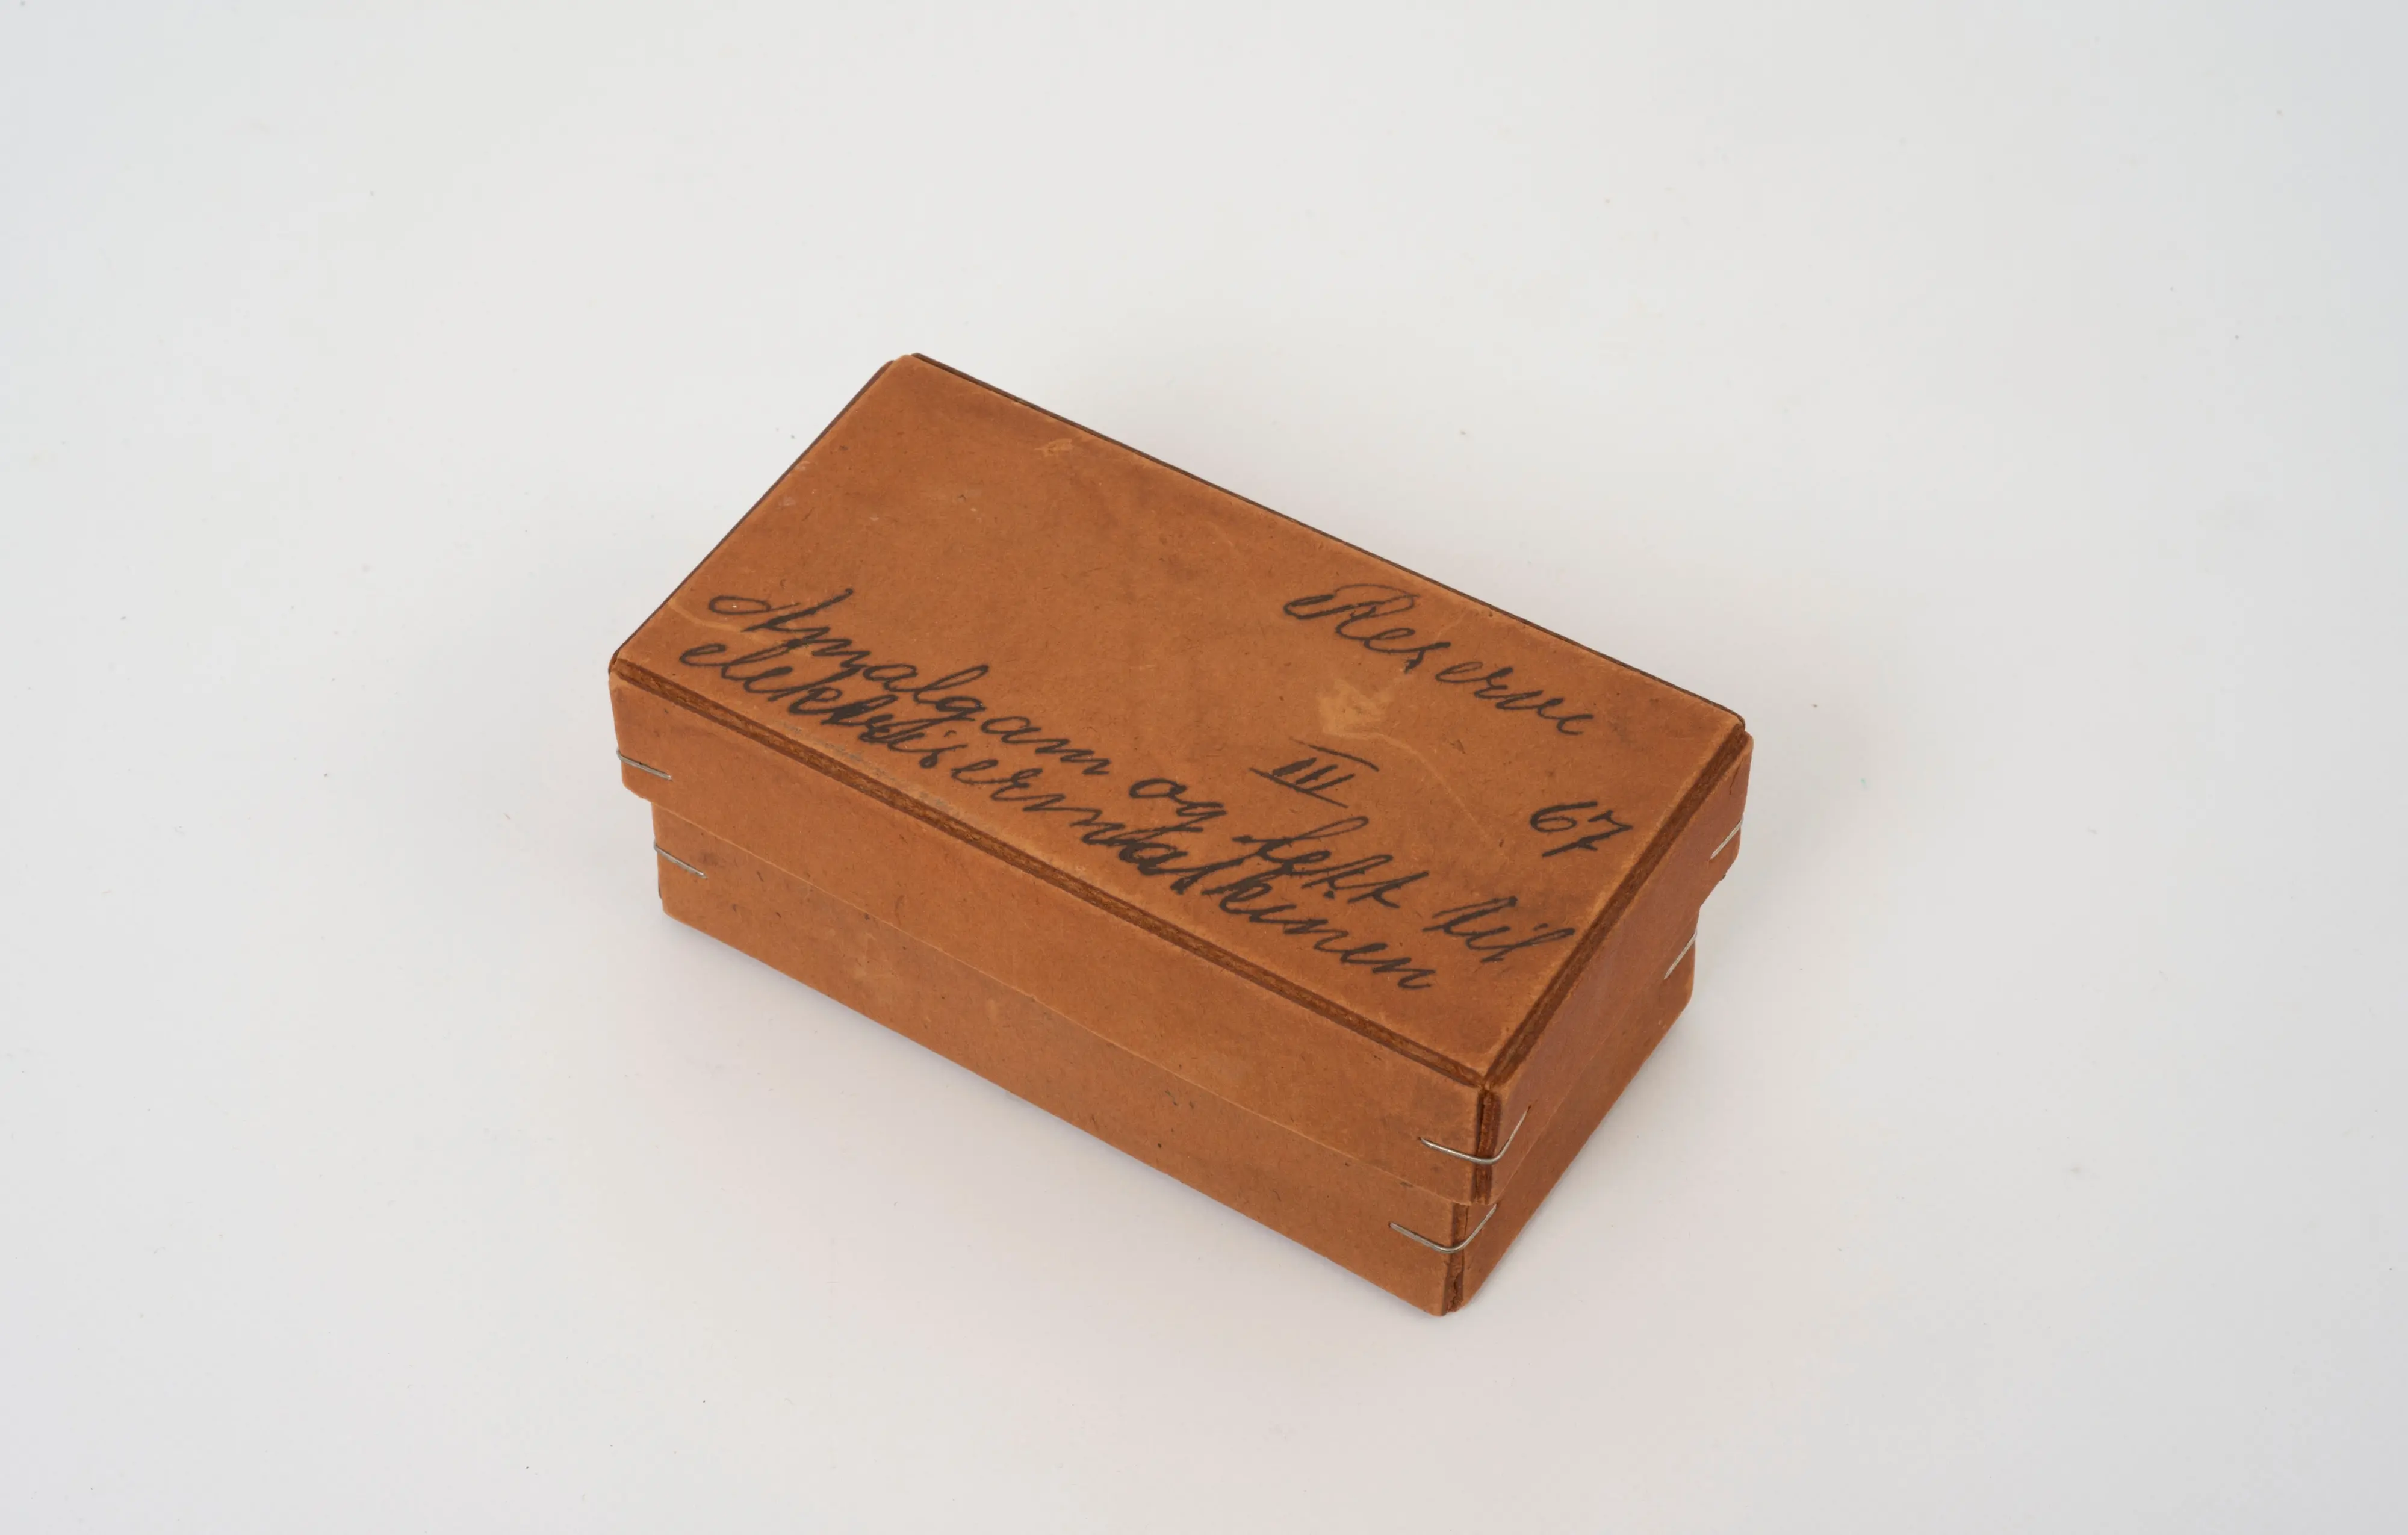 Reserve
III
67
Amalgam og fett til
elektrisermaskinen